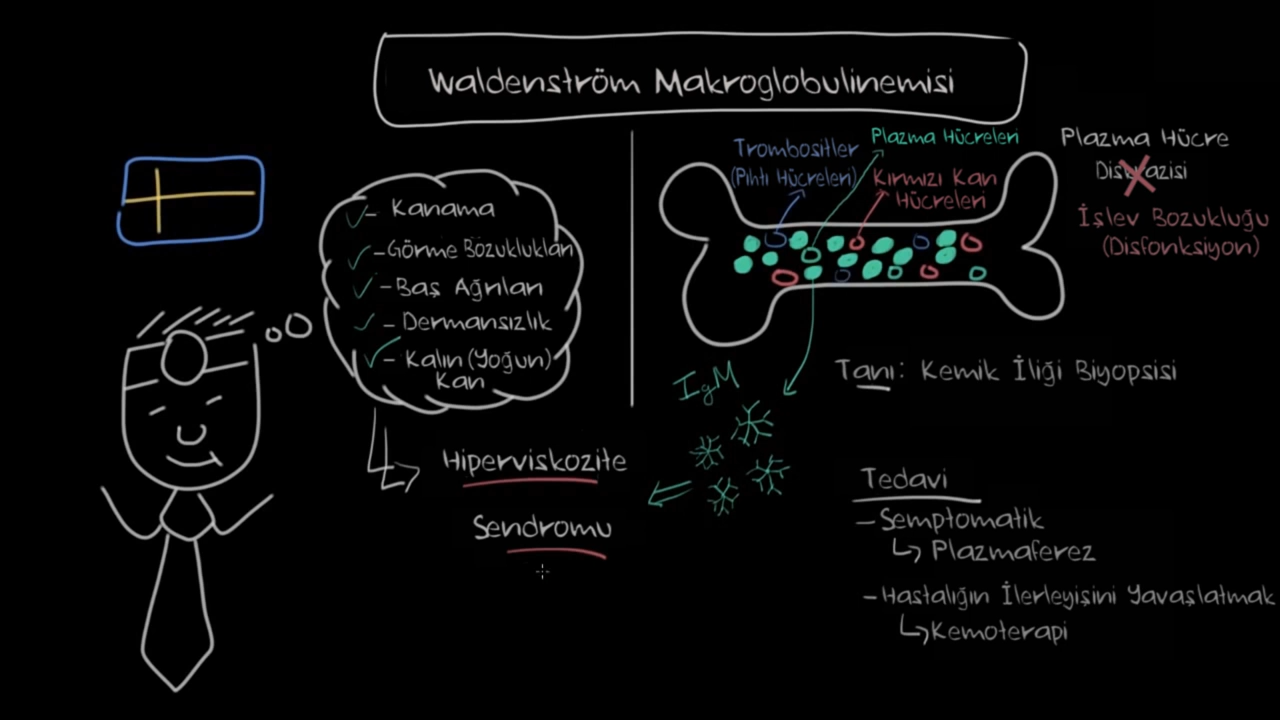 Waldenström Makroglobulinemisi
- Kanama
- Görme Bozuklukları
- Baş Ağrıları
- Dermansızlık
- Kalın (Yoğun)
Kan
Hiperviskozite
Sendromu
Trombositler
(Pıhtı Hücreleri)
Plazma Hücreleri
Kırmızı Kan
Hücreleri
Plazma Hücre
Diskrazisi
İşlev Bozukluğu
(Disfonksiyon)
IgM
Tanı: Kemik İliği Biyopsisi
Tedavi
- Semptomatik
Plazmaferez
- Hastalığın İlerleyişini Yavaşlatmak
Kemoterapi